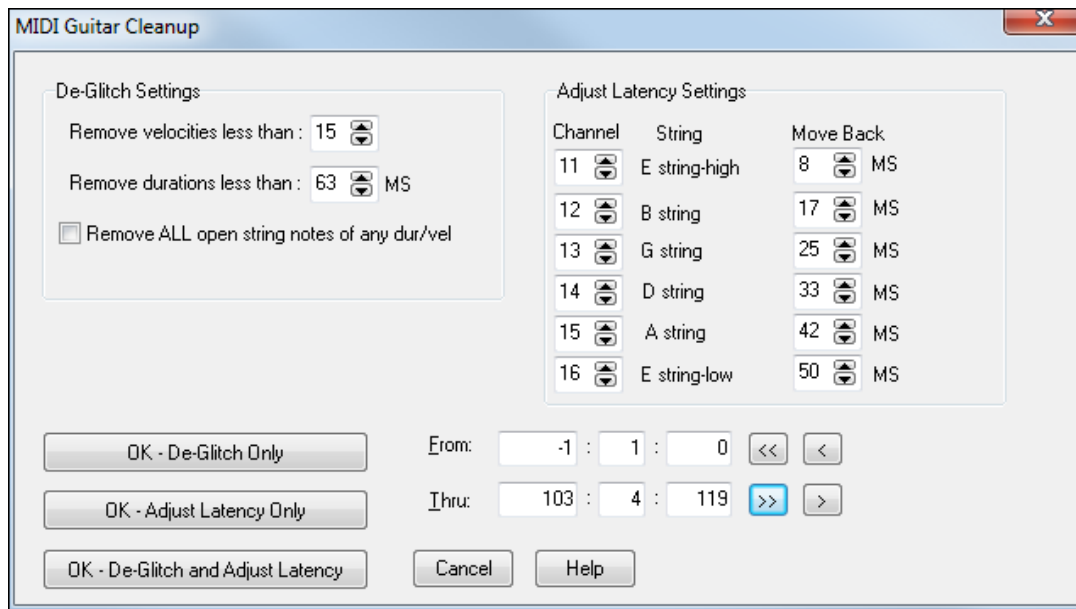 MIDI Guitar Cleanup
x
De-Glitch Settings
Remove velocities less than : 15
Remove durations less than : 63 MS
Remove ALL open string notes of any dur/vel
Adjust Latency Settings
Channel String Move Back
11 E string-high 8 MS
12 B string 17 MS
13 G string 25 MS
14 D string 33 MS
15 A string 42 MS
16 E string-low 50 MS
OK - De-Glitch Only
OK - Adjust Latency Only
OK - De-Glitch and Adjust Latency
From: -1 : 1 : 0 << <
Thru: 103 : 4 : 119 >> >
Cancel Help